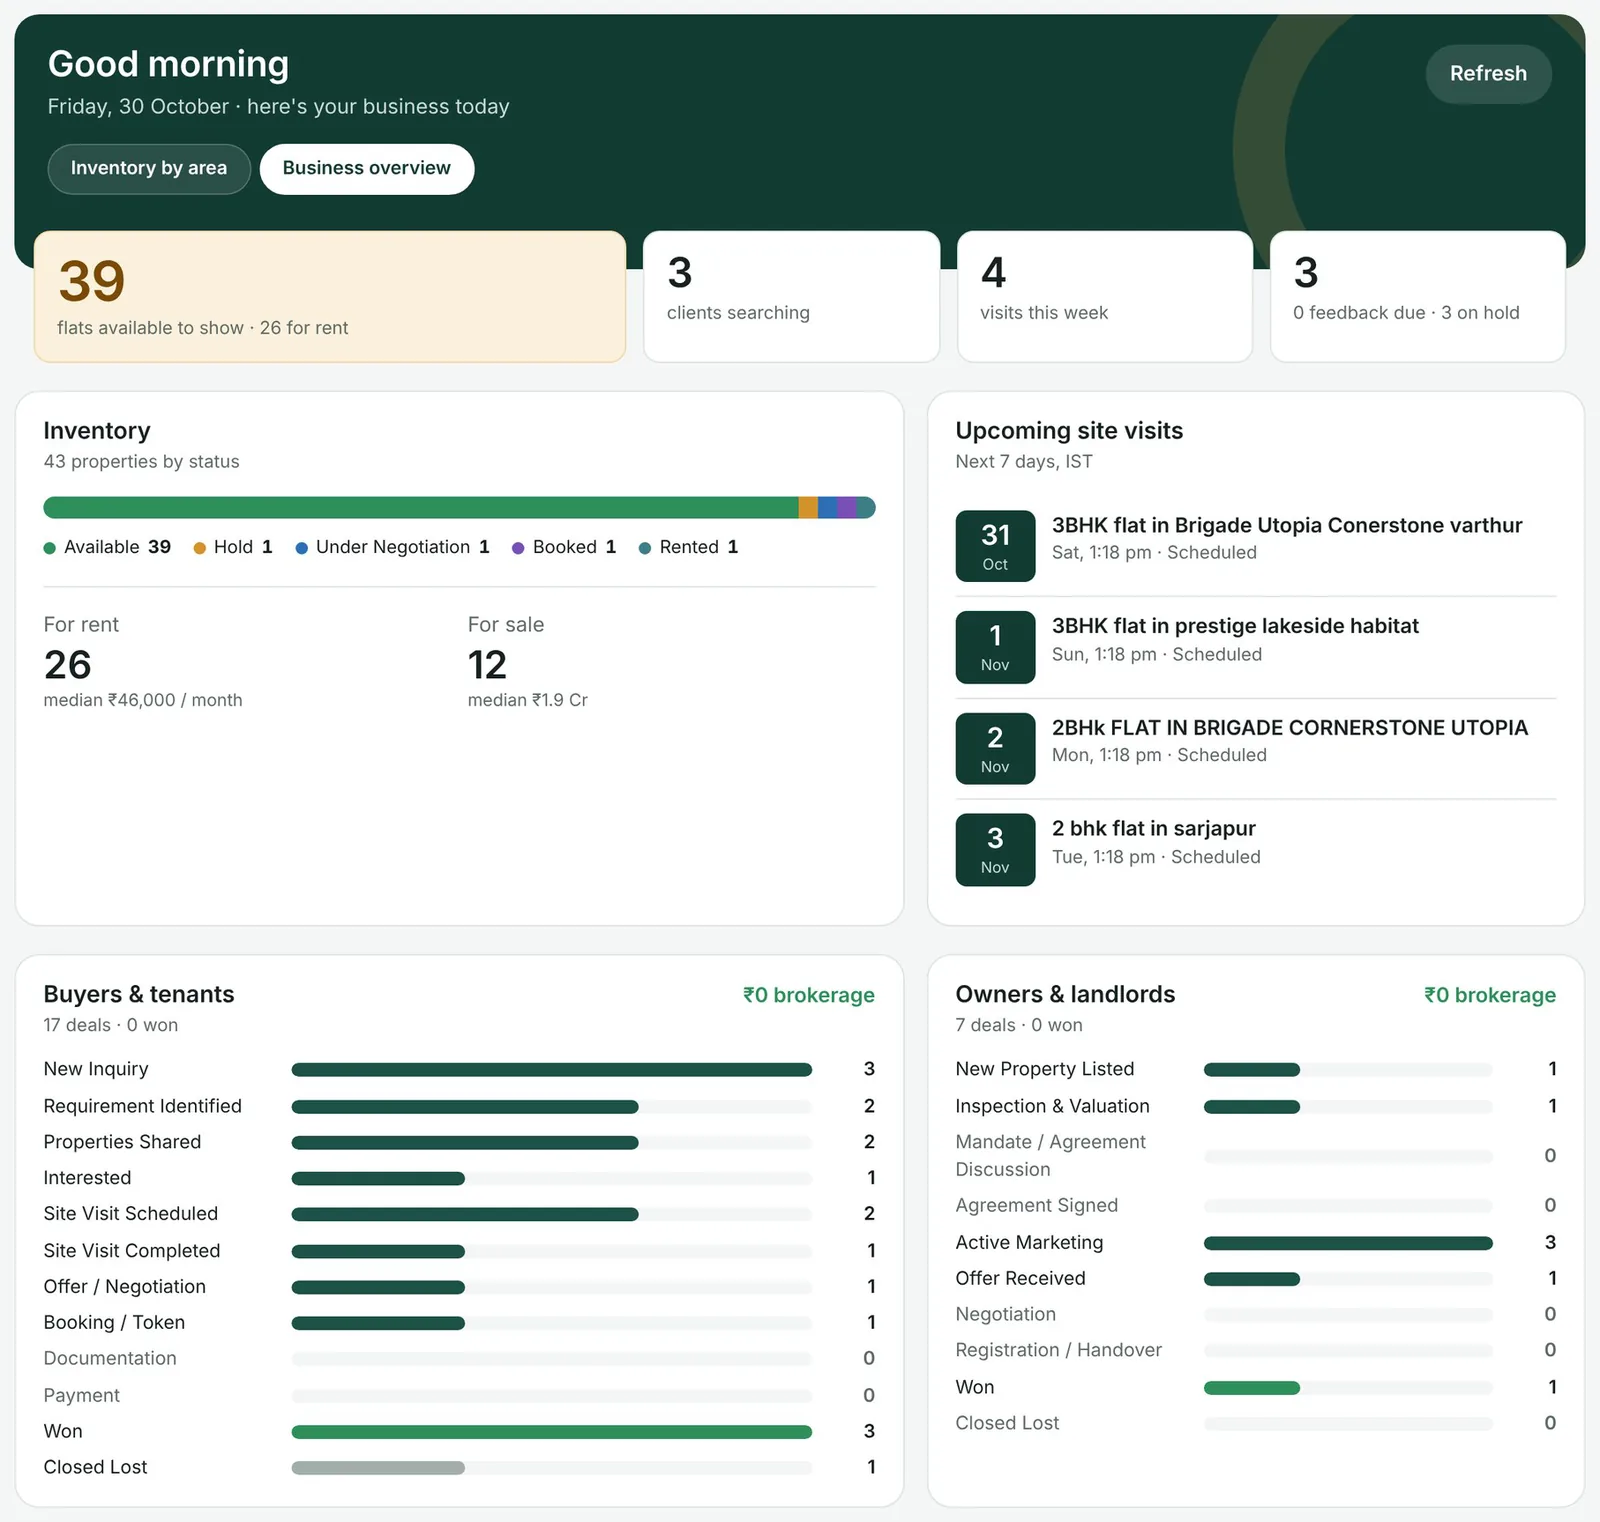 Good morning
Refresh
Friday, 30 October · here's your business today
Inventory by area
Business overview
39
flats available to show · 26 for rent
3
clients searching
4
visits this week
3
0 feedback due · 3 on hold
Inventory
43 properties by status
Available 39
Hold 1
Under Negotiation 1
Booked 1
Rented 1
For rent
26
median ₹46,000 / month
For sale
12
median ₹1.9 Cr
Upcoming site visits
Next 7 days, IST
31
Oct
3BHK flat in Brigade Utopia Conerstone varthur
Sat, 1:18 pm · Scheduled
1
Nov
3BHK flat in prestige lakeside habitat
Sun, 1:18 pm · Scheduled
2
Nov
2BHk FLAT IN BRIGADE CORNERSTONE UTOPIA
Mon, 1:18 pm · Scheduled
3
Nov
2 bhk flat in sarjapur
Tue, 1:18 pm · Scheduled
Buyers & tenants
₹0 brokerage
17 deals · 0 won
New Inquiry 3
Requirement Identified 2
Properties Shared 2
Interested 1
Site Visit Scheduled 2
Site Visit Completed 1
Offer / Negotiation 1
Booking / Token 1
Documentation 0
Payment 0
Won 3
Closed Lost 1
Owners & landlords
₹0 brokerage
7 deals · 0 won
New Property Listed 1
Inspection & Valuation 1
Mandate / Agreement
Discussion 0
Agreement Signed 0
Active Marketing 3
Offer Received 1
Negotiation 0
Registration / Handover 0
Won 1
Closed Lost 0